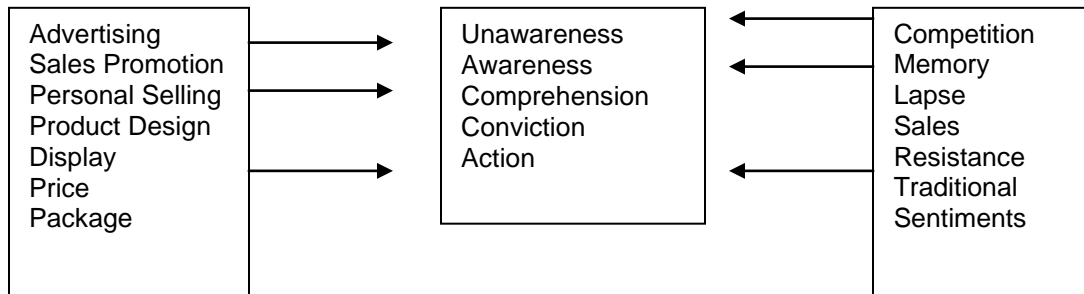 Advertising
Sales Promotion
Personal Selling
Product Design
Display
Price
Package
Unawareness
Awareness
Comprehension
Conviction
Action
Competition
Memory
Lapse
Sales
Resistance
Traditional
Sentiments